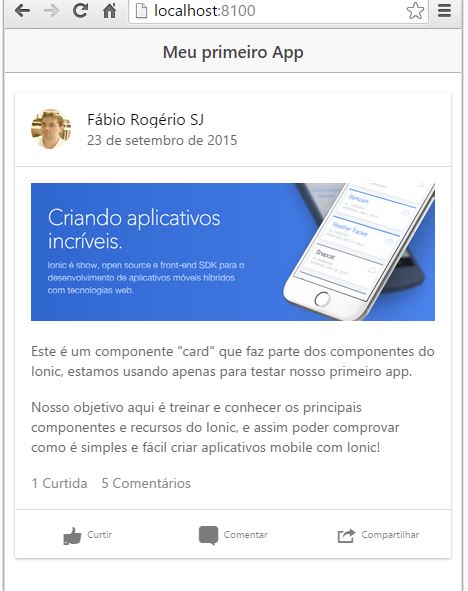 localhost:8100
Meu primeiro App
Fábio Rogério SJ
23 de setembro de 2015
Criando aplicativos
incríveis.
Ionic é show, open source e front-end SDK para o
desenvolvimento de aplicativos móveis híbridos
com tecnologias web.
Barkpark
Weather Tracker
Snapcat
Este é um componente "card" que faz parte dos componentes do
Ionic, estamos usando apenas para testar nosso primeiro app.
Nosso objetivo aqui é treinar e conhecer os principais
componentes e recursos do Ionic, e assim poder comprovar
como é simples e fácil criar aplicativos mobile com Ionic!
1 Curtida 5 Comentários
Curtir Comentar Compartilhar